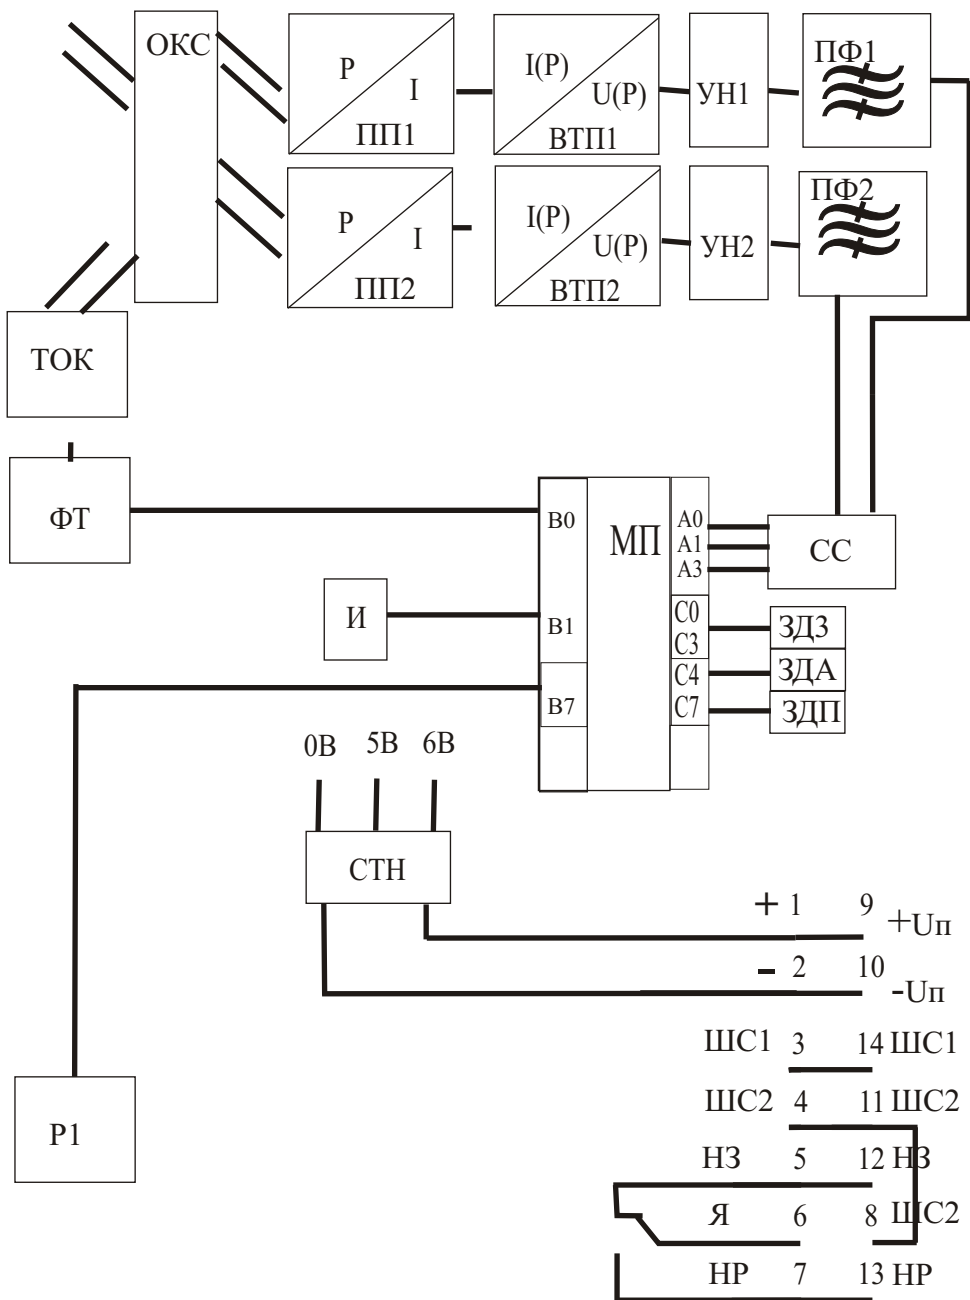 ОКС
P
I
ПП1
I(P)
U(P)
ВТП1
УН1
ПФ1
P
I
ПП2
I(P)
U(P)
ВТП2
УН2
ПФ2
ТОК
ФТ
И
B0
B1
B7
МП
A0
A1
A3
C0
C3
C4
C7
СС
ЗДЗ
ЗДА
ЗДП
0В 5В 6В
СТН
+ 1 9 +Uп
- 2 10 -Uп
ШС1 3 14 ШС1
ШС2 4 11 ШС2
НЗ 5 12 НЗ
Я 6 8 ШС2
НР 7 13 НР
Р1